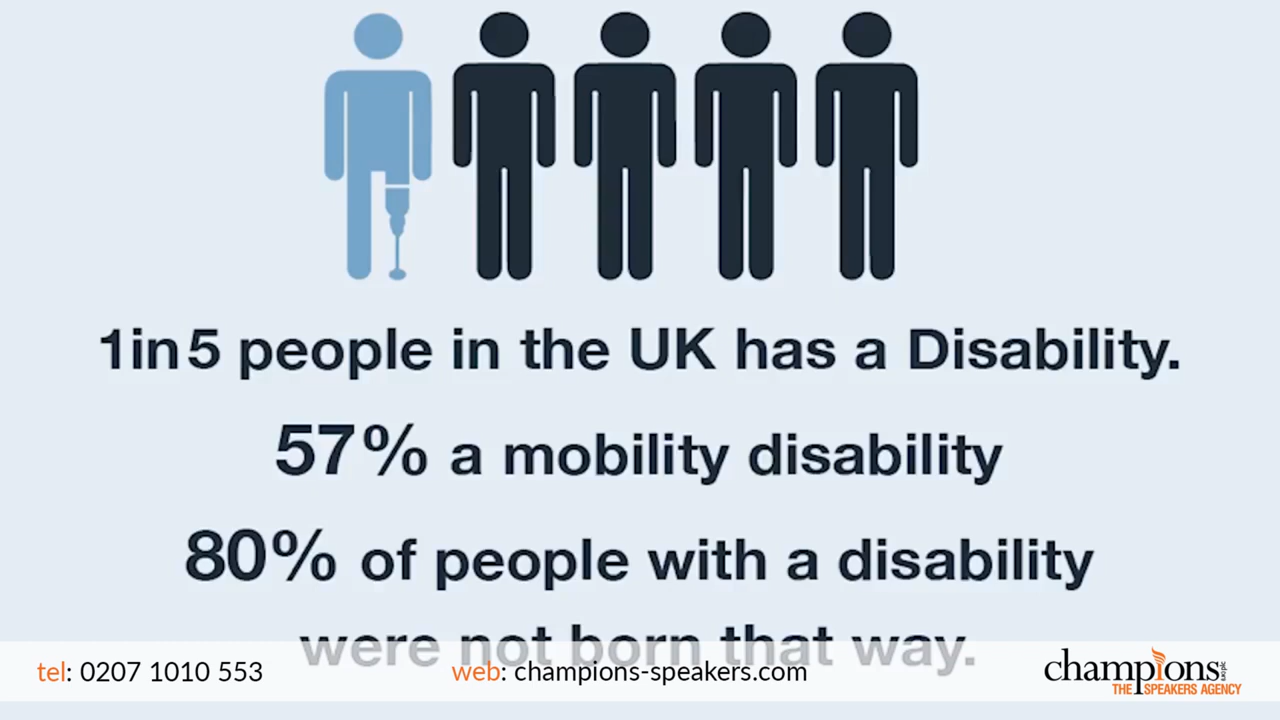 1in5 people in the UK has a Disability.
57% a mobility disability
80% of people with a disability
were not born that way.
tel: 0207 1010 553
web: champions-speakers.com
champions
THE SPEAKERS AGENCY